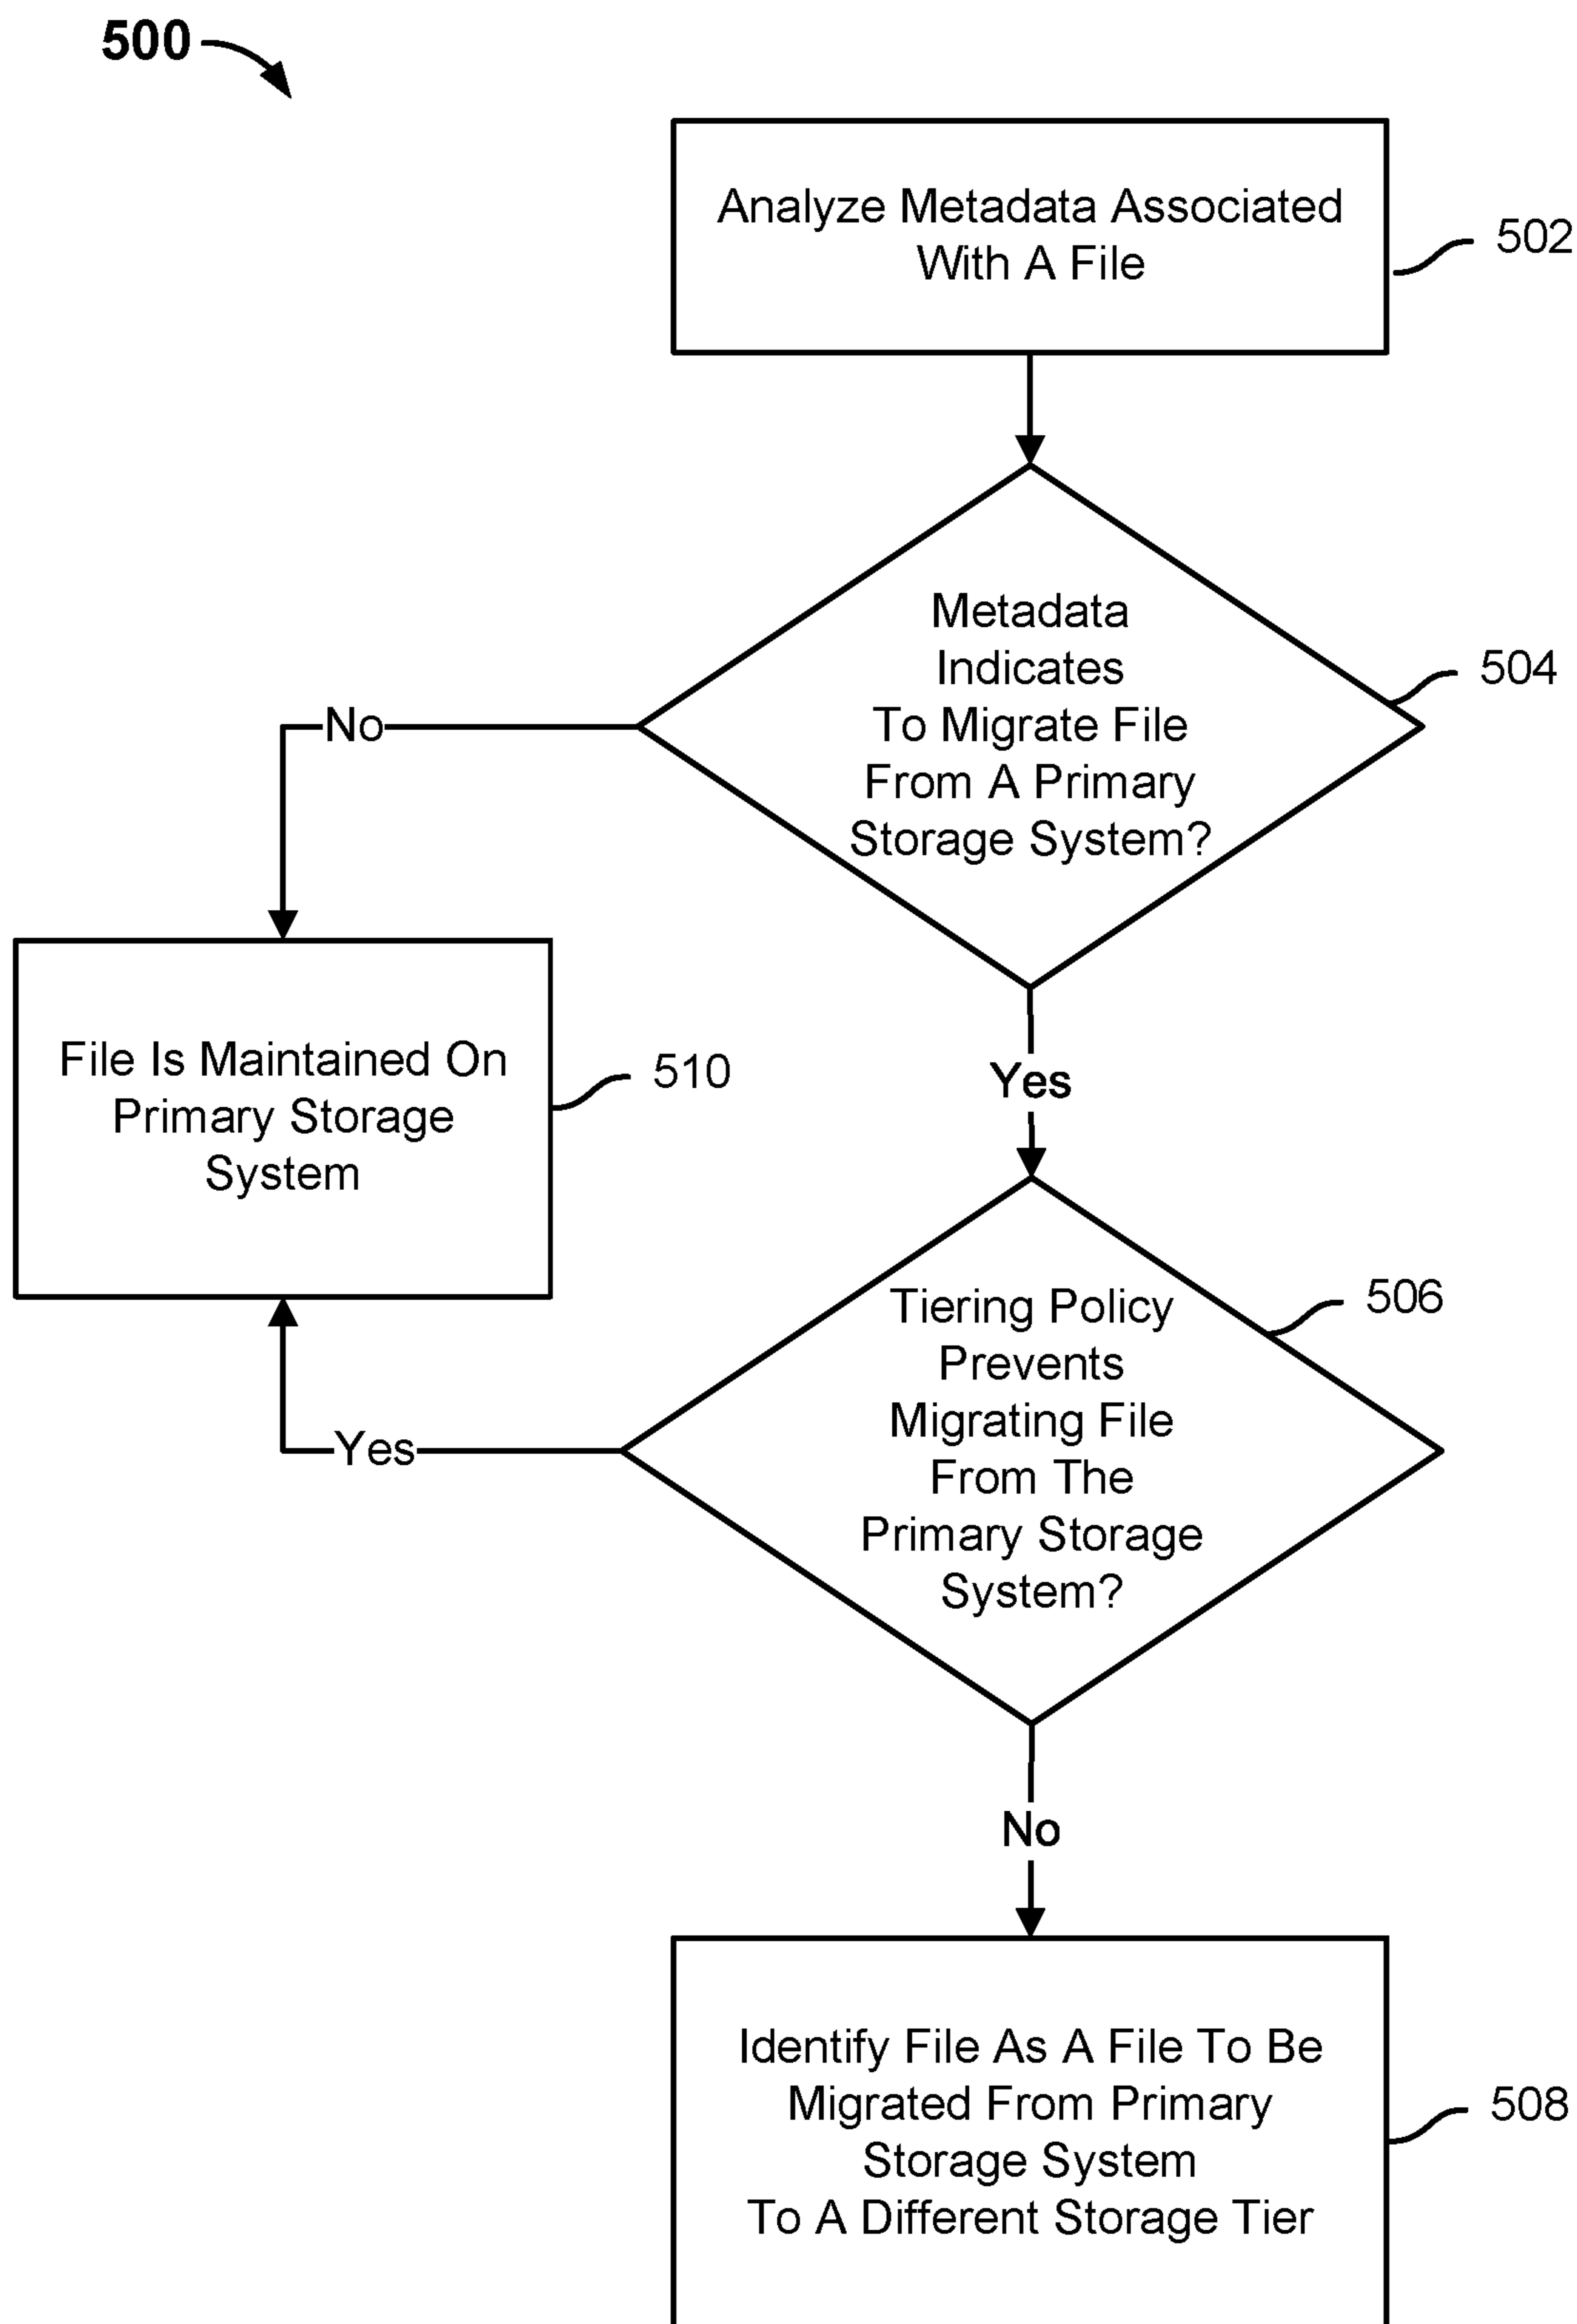 500
Analyze Metadata Associated
With A File
502
Metadata
Indicates
To Migrate File
From A Primary
Storage System?
504
No
File Is Maintained On
Primary Storage
System
510
Yes
Tiering Policy
Prevents
Migrating File
From The
Primary Storage
System?
506
Yes
No
Identify File As A File To Be
Migrated From Primary
Storage System
To A Different Storage Tier
508